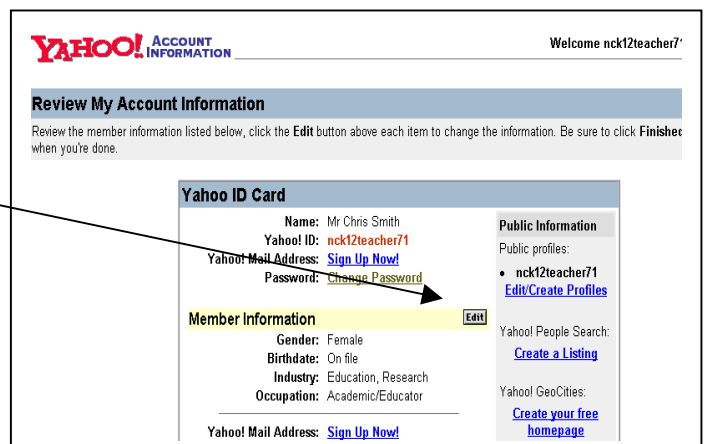 YAHOO! ACCOUNT INFORMATION
Welcome nck12teacher7
Review My Account Information
Review the member information listed below, click the Edit button above each item to change the information. Be sure to click Finished
when you're done.
Yahoo ID Card
Name: Mr Chris Smith
Yahoo! ID: nck12teacher71
Yahoo! Mail Address: Sign Up Now!
Password: Change Password
Member Information
Edit
Gender: Female
Birthdate: On file
Industry: Education, Research
Occupation: Academic/Educator
Yahoo! Mail Address: Sign Up Now!
Public Information
Public profiles:
• nck12teacher71
Edit/Create Profiles
Yahoo! People Search:
Create a Listing
Yahoo! GeoCities:
Create your free
homepage